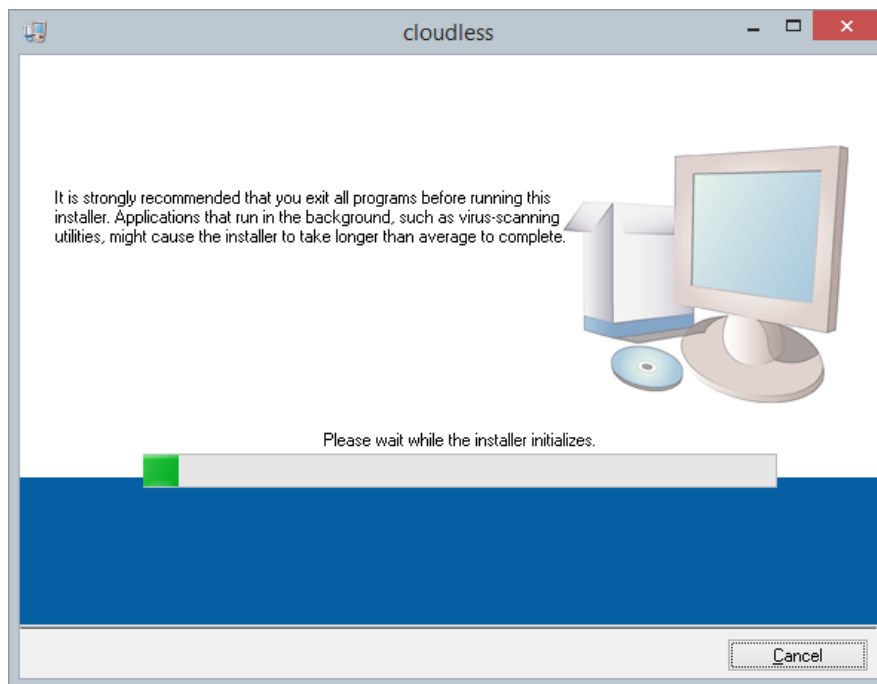 cloudless
It is strongly recommended that you exit all programs before running this
installer. Applications that run in the background, such as virus-scanning
utilities, might cause the installer to take longer than average to complete.
Please wait while the installer initializes.
Cancel